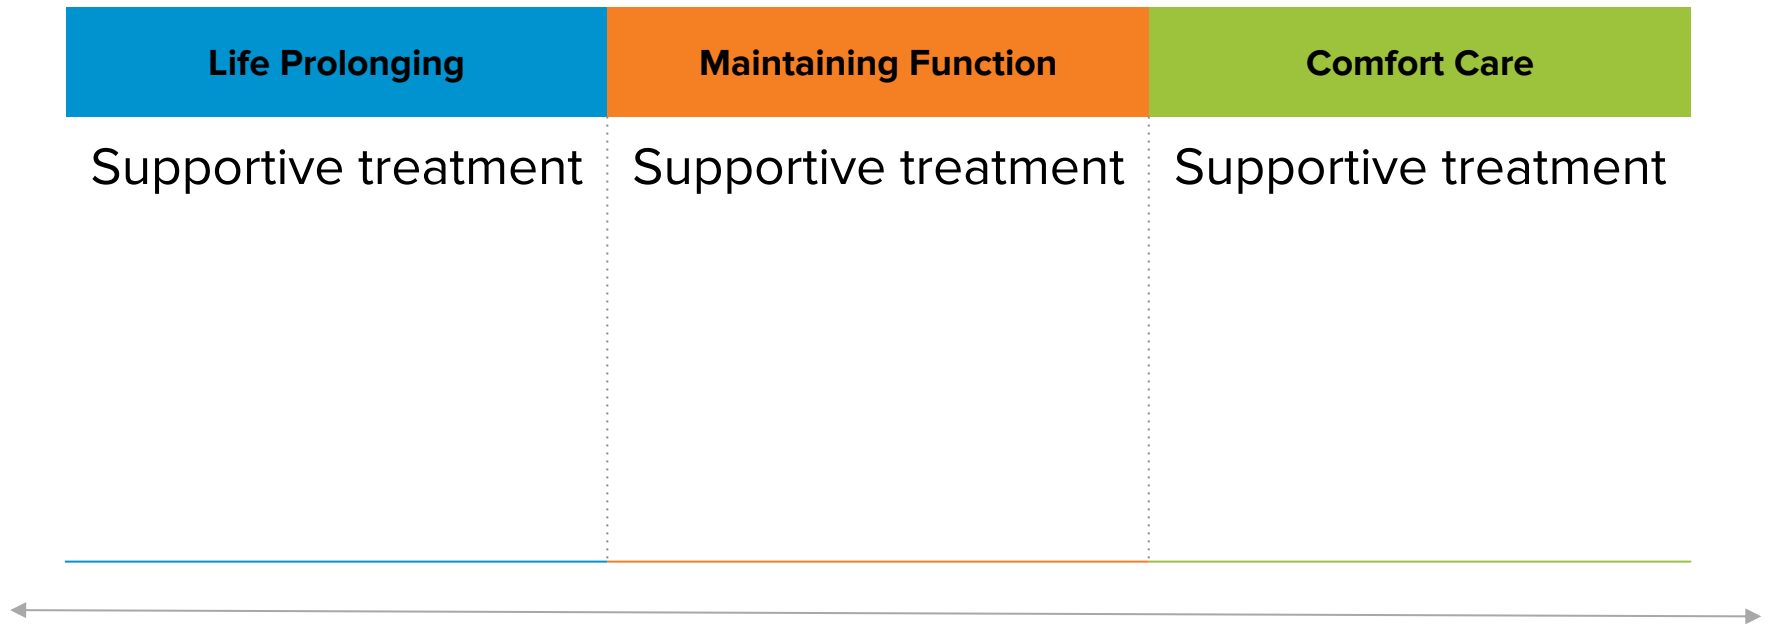 Life Prolonging
Maintaining Function
Comfort Care
Supportive treatment
Supportive treatment
Supportive treatment